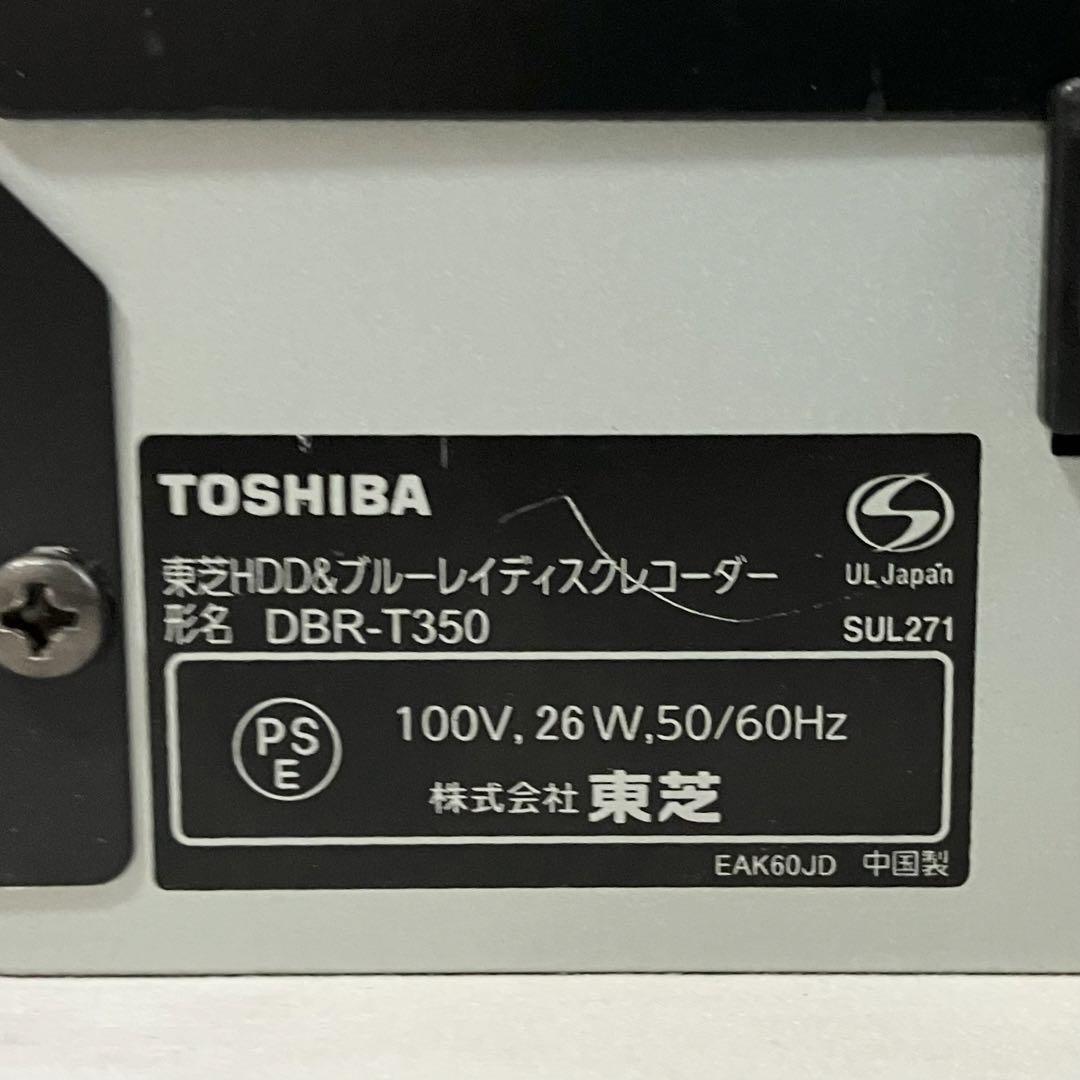 TOSHIBA
東芝HDD&ブルーレイディスクレコーダー
形名 DBR-T350
S
UL Japan
SUL271
PS
E
100V, 26W, 50/60Hz
株式会社 東芝
EAK60JD 中国製